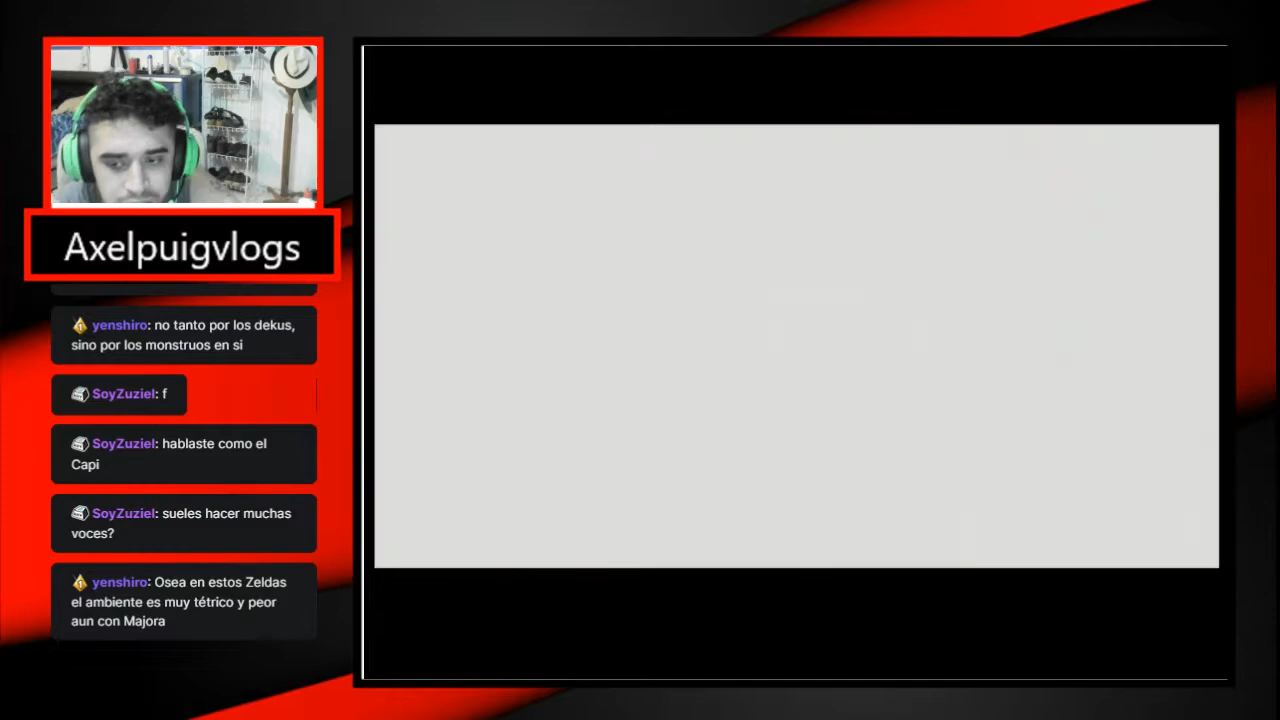 Axelpuigvlogs
yenshiro: no tanto por los dekus,
sino por los monstruos en si
SoyZuziel: f
SoyZuziel: hablaste como el
Capi
SoyZuziel: sueles hacer muchas
voces?
yenshiro: Osea en estos Zeldas
el ambiente es muy tétrico y peor
aun con Majora